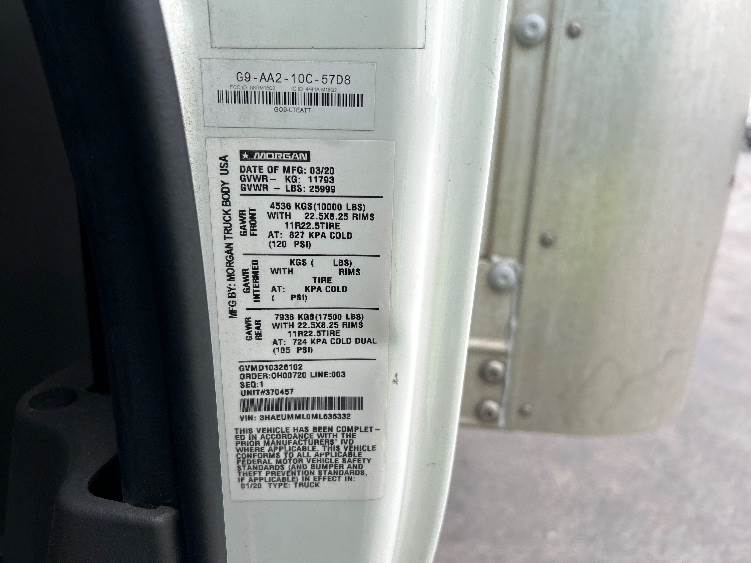 G9-AA2-10C-57D8
MORGAN
MFG BY: MORGAN TRUCK BODY USA
DATE OF MFG: 03/20
GVWR- KG: 11793
GVWR- LBS: 25999
GAWR FRONT
4536 KGS(10000 LBS)
WITH 22.5X8.25 RIMS
11R22.5TIRE
AT: 827 KPA COLD
(120 PSI)
GAWR INTERMED
KGS ( LBS)
WITH RIMS
TIRE
AT: KPA COLD
( PSI)
GAWR REAR
7938 KGS(17500 LBS)
WITH 22.5X8.25 RIMS
11R22.5TIRE
AT: 724 KPA COLD DUAL
(105 PSI)
GVMD10326102
ORDER:OH00720 LINE:003
SEQ:1
UNIT#370457
VIN: 3HAEUMML0ML635332
THIS VEHICLE HAS BEEN COMPLET-
ED IN ACCORDANCE WITH THE
PRIOR MANUFACTURERS' IVD
WHERE APPLICABLE. THIS VEHICLE
CONFORMS TO ALL APPLICABLE
FEDERAL MOTOR VEHICLE SAFETY
STANDARDS (AND BUMPER AND
THEFT PREVENTION STANDARDS,
IF APPLICABLE) IN EFFECT IN:
01/20 TYPE: TRUCK